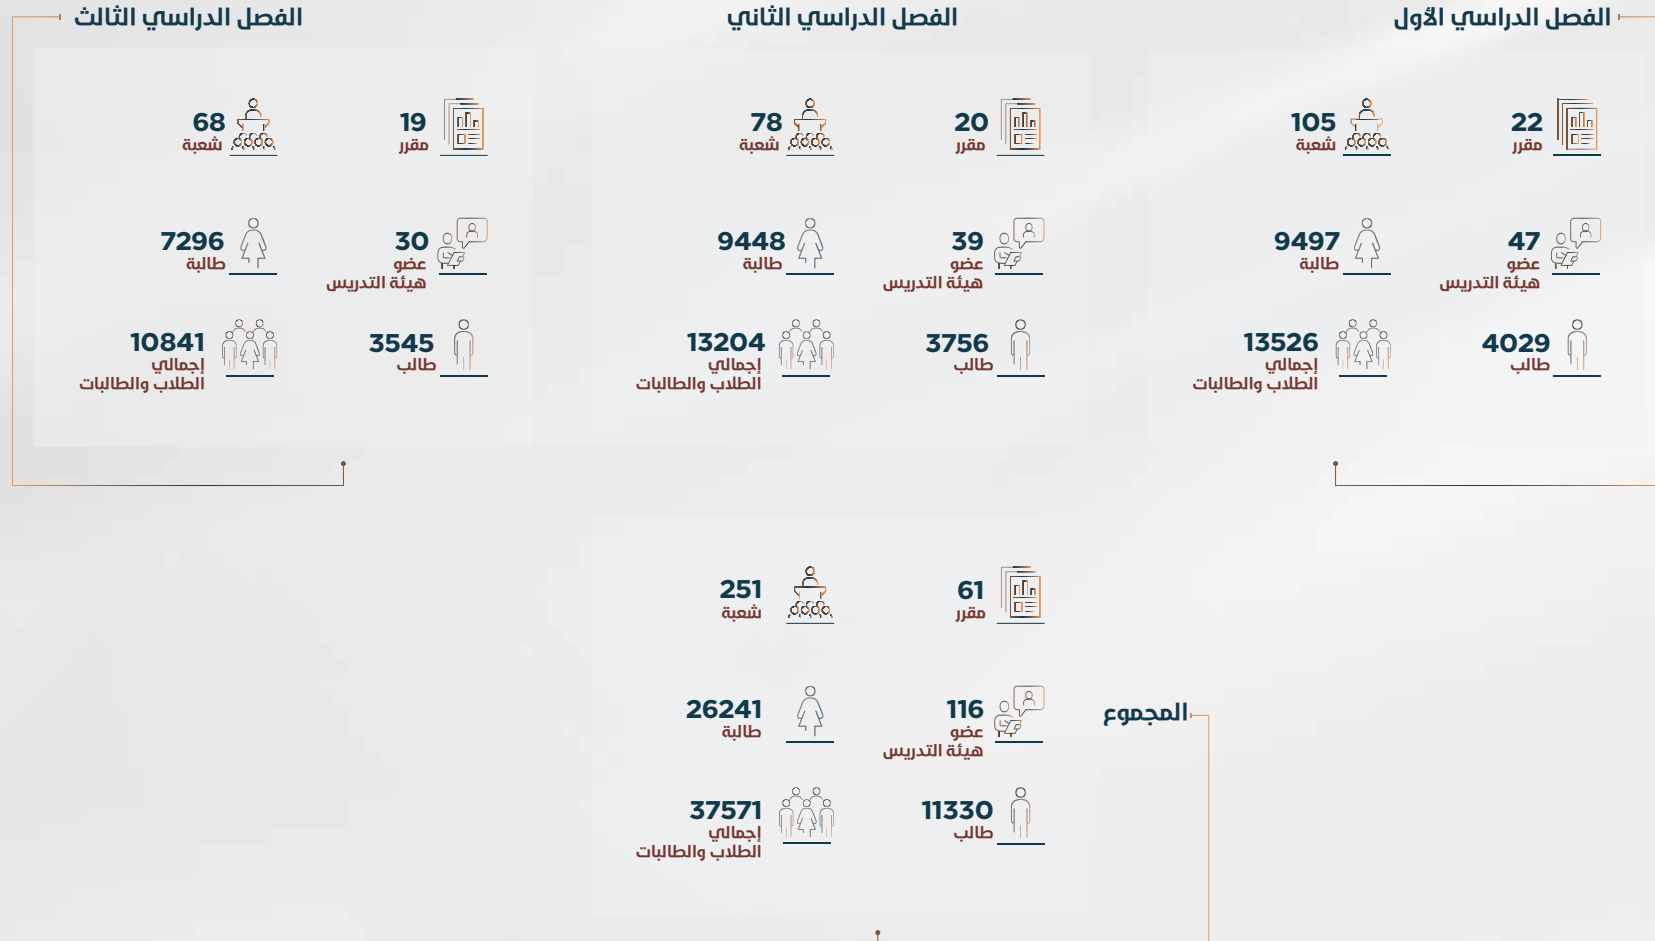 الفصل الدراسي الأول
22
مقرر
105
شعبة
47
عضو
هيئة التدريس
9497
طالبة
4029
طالب
13526
إجمالي
الطلاب والطالبات
الفصل الدراسي الثاني
20
مقرر
78
شعبة
39
عضو
هيئة التدريس
9448
طالبة
3756
طالب
13204
إجمالي
الطلاب والطالبات
الفصل الدراسي الثالث
19
مقرر
68
شعبة
30
عضو
هيئة التدريس
7296
طالبة
3545
طالب
10841
إجمالي
الطلاب والطالبات
المجموع
61
مقرر
251
شعبة
116
عضو
هيئة التدريس
26241
طالبة
11330
طالب
37571
إجمالي
الطلاب والطالبات